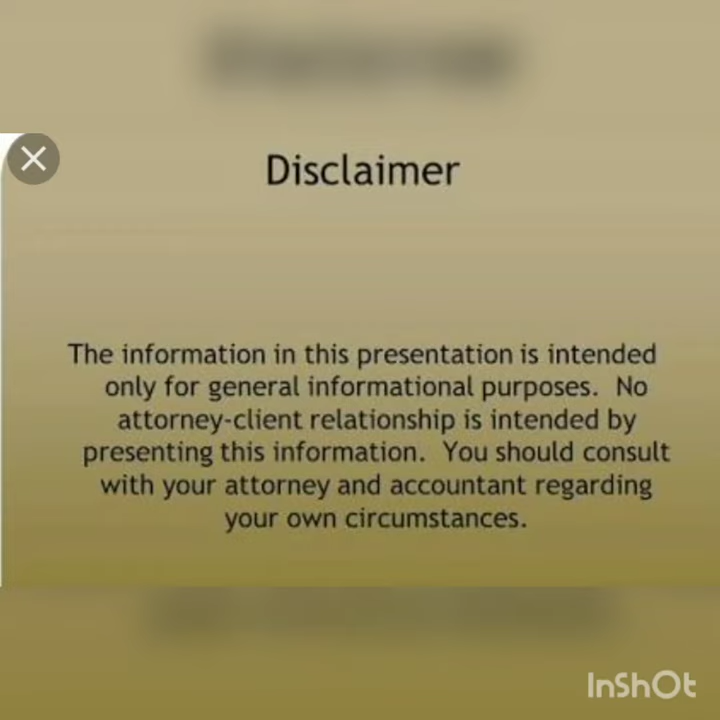 Disclaimer
The information in this presentation is intended
only for general informational purposes. No
attorney-client relationship is intended by
presenting this information. You should consult
with your attorney and accountant regarding
your own circumstances.
InShOt